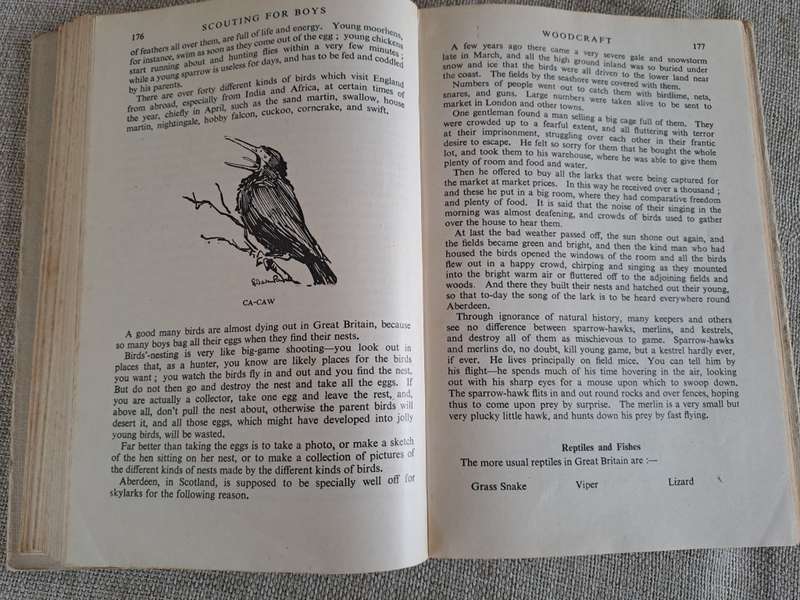 176
SCOUTING FOR BOYS
of feathers all over them, are full of life and energy. Young moorhens,
for instance, swim as soon as they come out of the egg; young chickens
start running about and hunting flies within a very few minutes;
while a young sparrow is useless for days, and has to be fed and coddled
by his parents.
There are over forty different kinds of birds which visit England
from abroad, especially from India and Africa, at certain times of
the year, chiefly in April, such as the sand martin, swallow, house
martin, nightingale, hobby falcon, cuckoo, corncrake, and swift.
CA-CAW
A good many birds are almost dying out in Great Britain, because
so many boys bag all their eggs when they find their nests.
Birds'-nesting is very like big-game shooting—you look out in
places that, as a hunter, you know are likely places for the birds
you want; you watch the birds fly in and out and you find the nest.
But do not then go and destroy the nest and take all the eggs. If
you are actually a collector, take one egg and leave the rest, and,
above all, don't pull the nest about, otherwise the parent birds will
desert it, and all those eggs, which might have developed into jolly
young birds, will be wasted.
Far better than taking the eggs is to take a photo, or make a sketch
of the hen sitting on her nest, or to make a collection of pictures of
the different kinds of nests made by the different kinds of birds.
Aberdeen, in Scotland, is supposed to be specially well off for
skylarks for the following reason.
WOODCRAFT
177
A few years ago there came a very severe gale and snowstorm
late in March, and all the high ground inland was so buried under
snow and ice that the birds were all driven to the lower land near
the coast. The fields by the seashore were covered with them.
Numbers of people went out to catch them with birdlime, nets,
snares, and guns. Large numbers were taken alive to be sent to
market in London and other towns.
One gentleman found a man selling a big cage full of them. They
were crowded up to a fearful extent, and all fluttering with terror
at their imprisonment, struggling over each other in their frantic
desire to escape. He felt so sorry for them that he bought the whole
lot, and took them to his warehouse, where he was able to give them
plenty of room and food and water.
Then he offered to buy all the larks that were being captured for
the market at market prices. In this way he received over a thousand;
and these he put in a big room, where they had comparative freedom
and plenty of food. It is said that the noise of their singing in the
morning was almost deafening, and crowds of birds used to gather
over the house to hear them.
At last the bad weather passed off, the sun shone out again, and
the fields became green and bright, and then the kind man who had
housed the birds opened the windows of the room and all the birds
flew out in a happy crowd, chirping and singing as they mounted
into the bright warm air or fluttered off to the adjoining fields and
woods. And there they built their nests and hatched out their young,
so that to-day the song of the lark is to be heard everywhere round
Aberdeen.
Through ignorance of natural history, many keepers and others
see no difference between sparrow-hawks, merlins, and kestrels,
and destroy all of them as mischievous to game. Sparrow-hawks
and merlins do, no doubt, kill young game, but a kestrel hardly ever,
if ever. He lives principally on field mice. You can tell him by
his flight—he spends much of his time hovering in the air, looking
out with his sharp eyes for a mouse upon which to swoop down.
The sparrow-hawk flits in and out round rocks and over fences, hoping
thus to come upon prey by surprise. The merlin is a very small but
very plucky little hawk, and hunts down his prey by fast flying.
Reptiles and Fishes
The more usual reptiles in Great Britain are :—
Grass Snake Viper Lizard